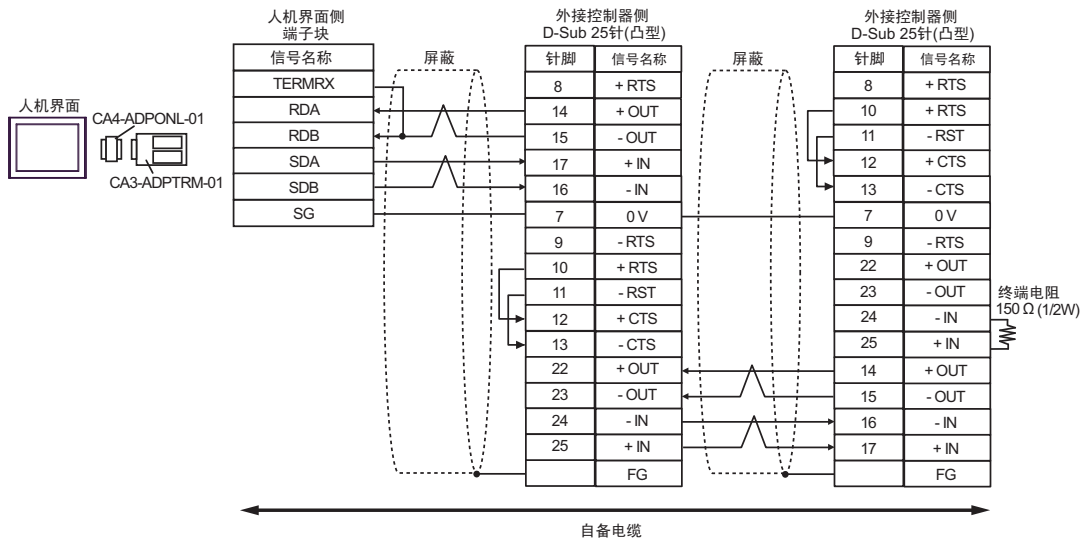 人机界面侧
端子块
外接控制器侧
D-Sub 25针(凸型)
外接控制器侧
D-Sub 25针(凸型)
人机界面
CA4-ADPONL-01
CA3-ADPTRM-01
信号名称
TERMRX
RDA
RDB
SDA
SDB
SG
屏蔽
针脚 信号名称
8 + RTS
14 + OUT
15 - OUT
17 + IN
16 - IN
7 0 V
9 - RTS
10 + RTS
11 - RST
12 + CTS
13 - CTS
22 + OUT
23 - OUT
24 - IN
25 + IN
FG
屏蔽
针脚 信号名称
8 + RTS
10 + RTS
11 - RST
12 + CTS
13 - CTS
7 0 V
9 - RTS
22 + OUT
23 - OUT
24 - IN
25 + IN
14 + OUT
15 - OUT
16 - IN
17 + IN
FG
终端电阻
150 Ω (1/2W)
自备电缆